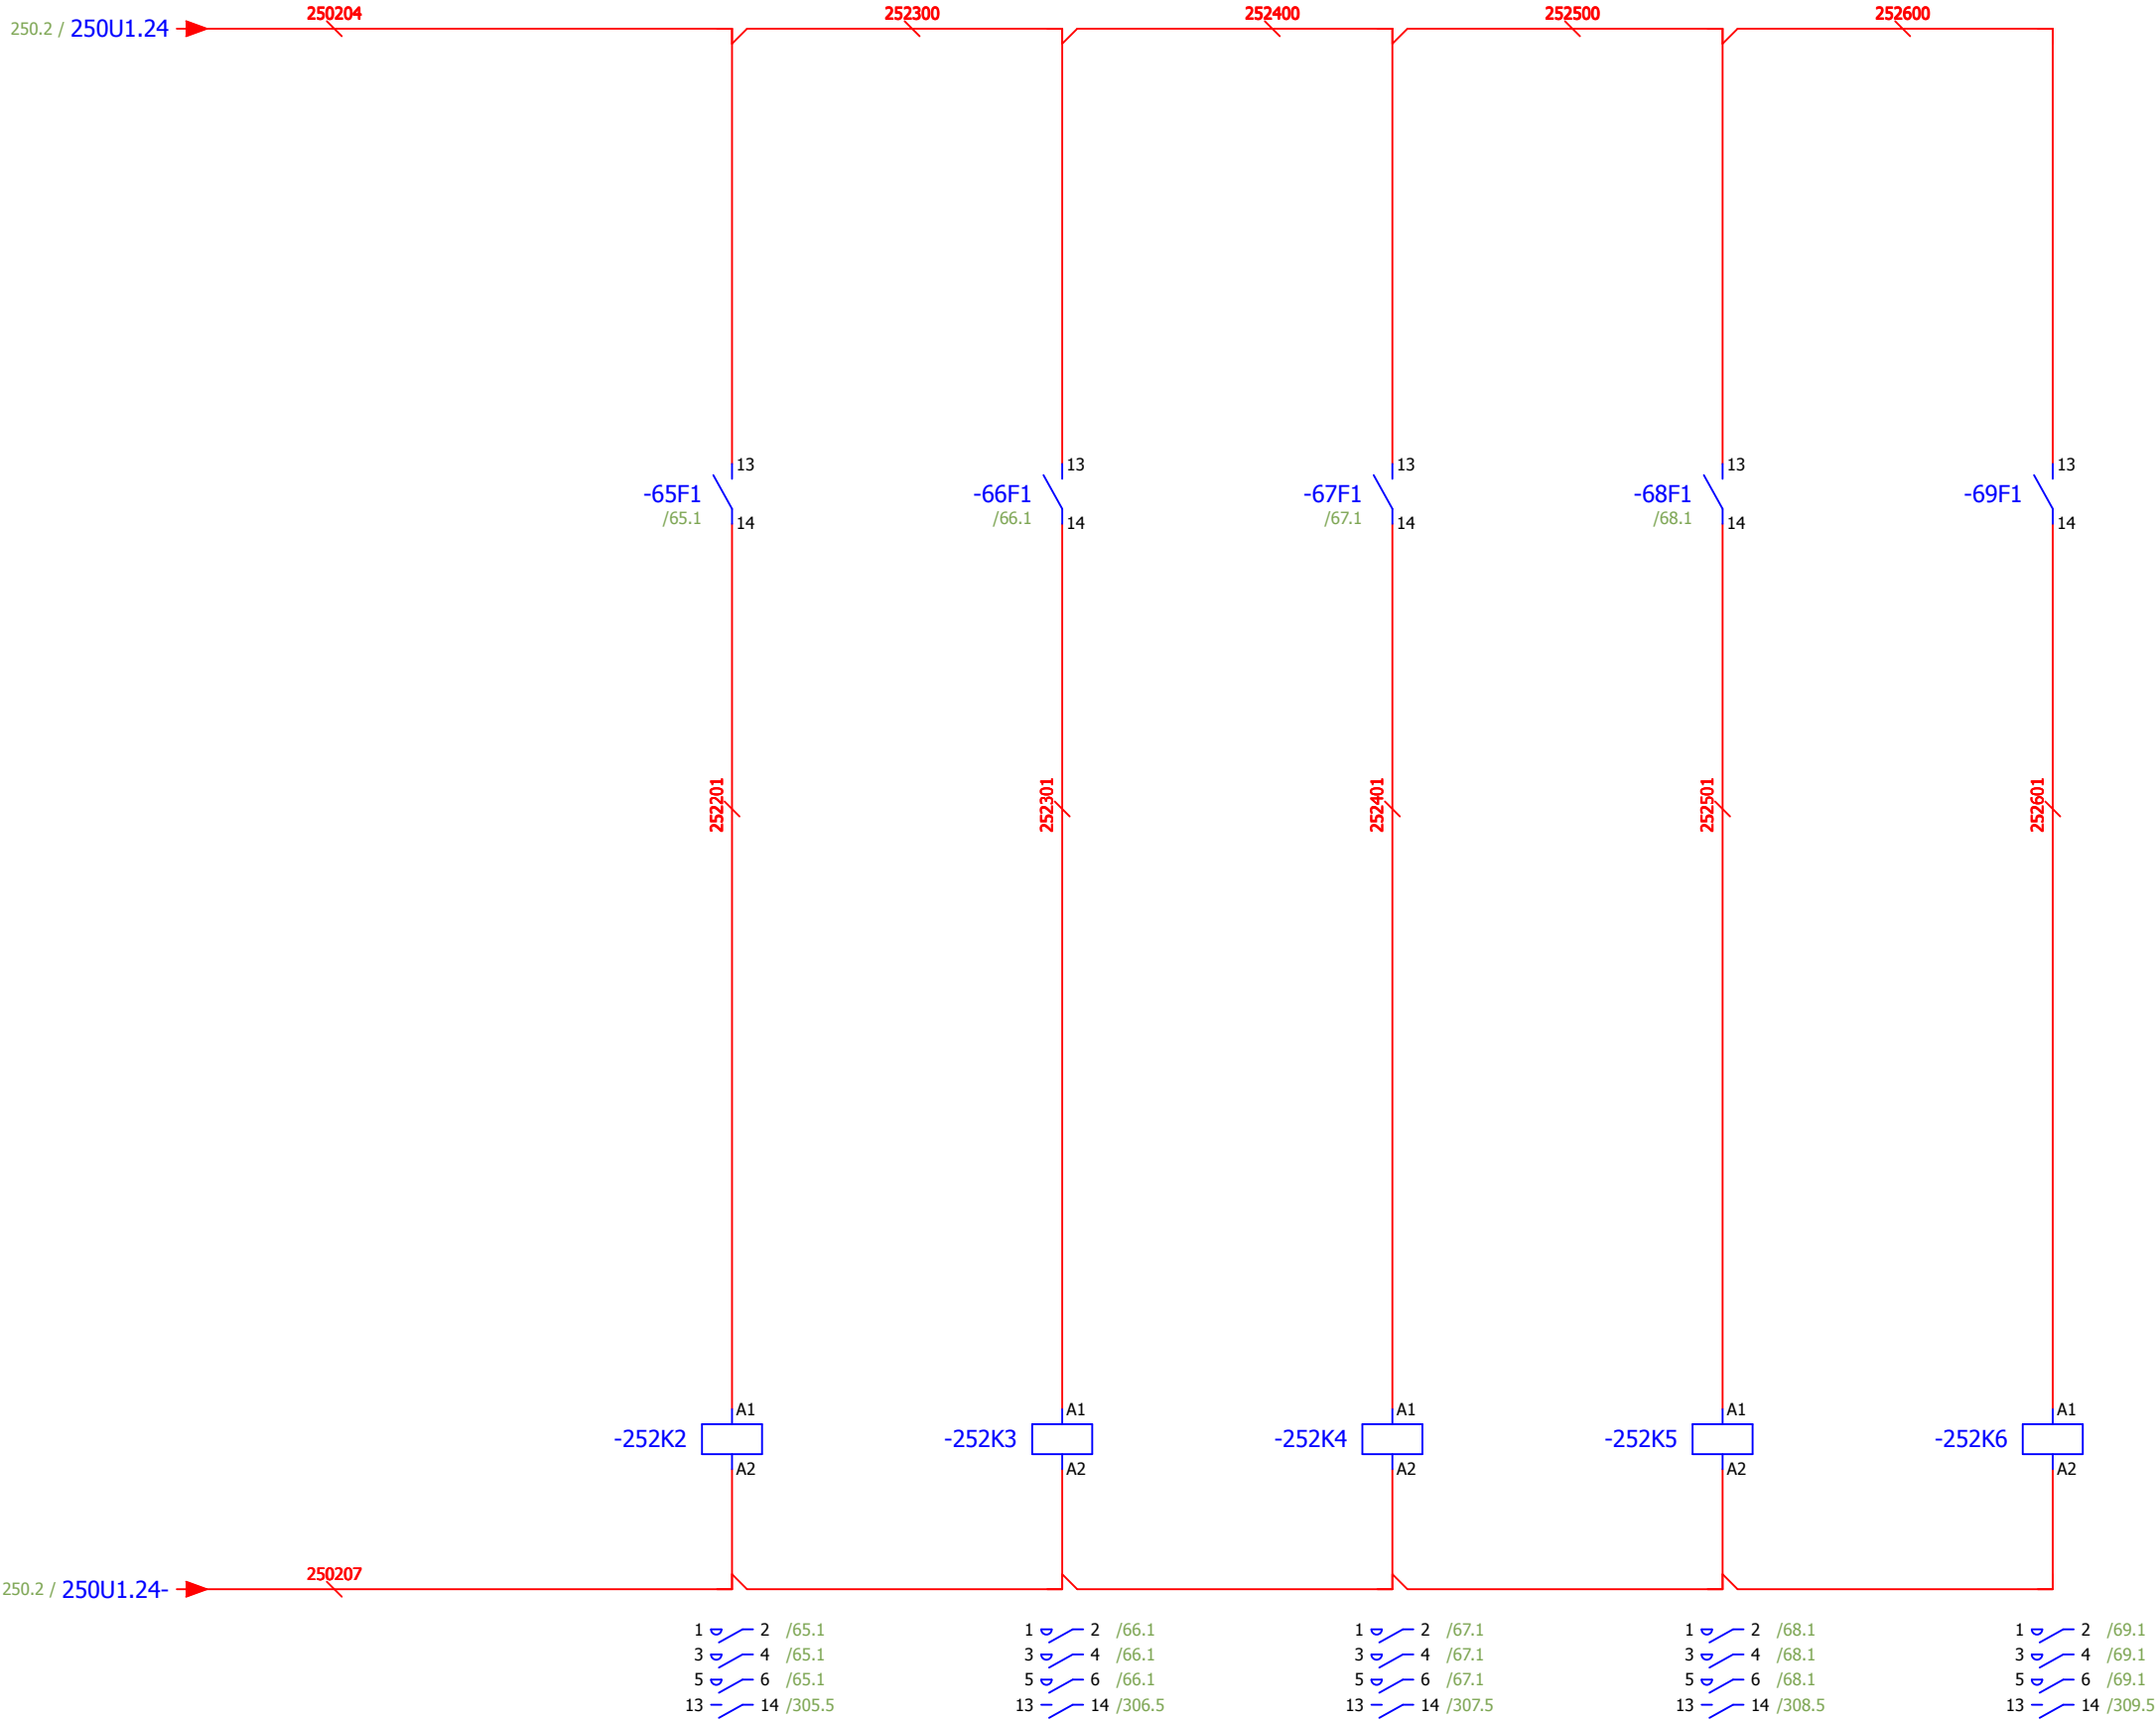 250204 252300 252400 252500 252600
250.2 / 250U1.24
13 13 13 13 13
-65F1 -66F1 -67F1 -68F1 -69F1
/65.1 /66.1 /67.1 /68.1
14 14 14 14 14
252201 252301 252401 252501 252601
A1 A1 A1 A1 A1
-252K2 -252K3 -252K4 -252K5 -252K6
A2 A2 A2 A2 A2
250207
250.2 / 250U1.24-
1 2 /65.1 1 2 /66.1 1 2 /67.1 1 2 /68.1 1 2 /69.1
3 4 /65.1 3 4 /66.1 3 4 /67.1 3 4 /68.1 3 4 /69.1
5 6 /65.1 5 6 /66.1 5 6 /67.1 5 6 /68.1 5 6 /69.1
13 14 /305.5 13 14 /306.5 13 14 /307.5 13 14 /308.5 13 14 /309.5